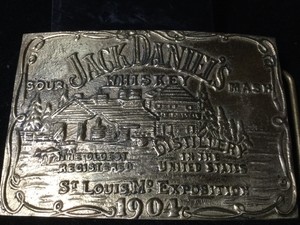 JACK DANIEL'S
SOUR WHISKEY MASH
THE OLDEST DISTILLERY IN THE
REGISTERED UNITED STATES
ST LOUIS MO EXPOSITION
1904